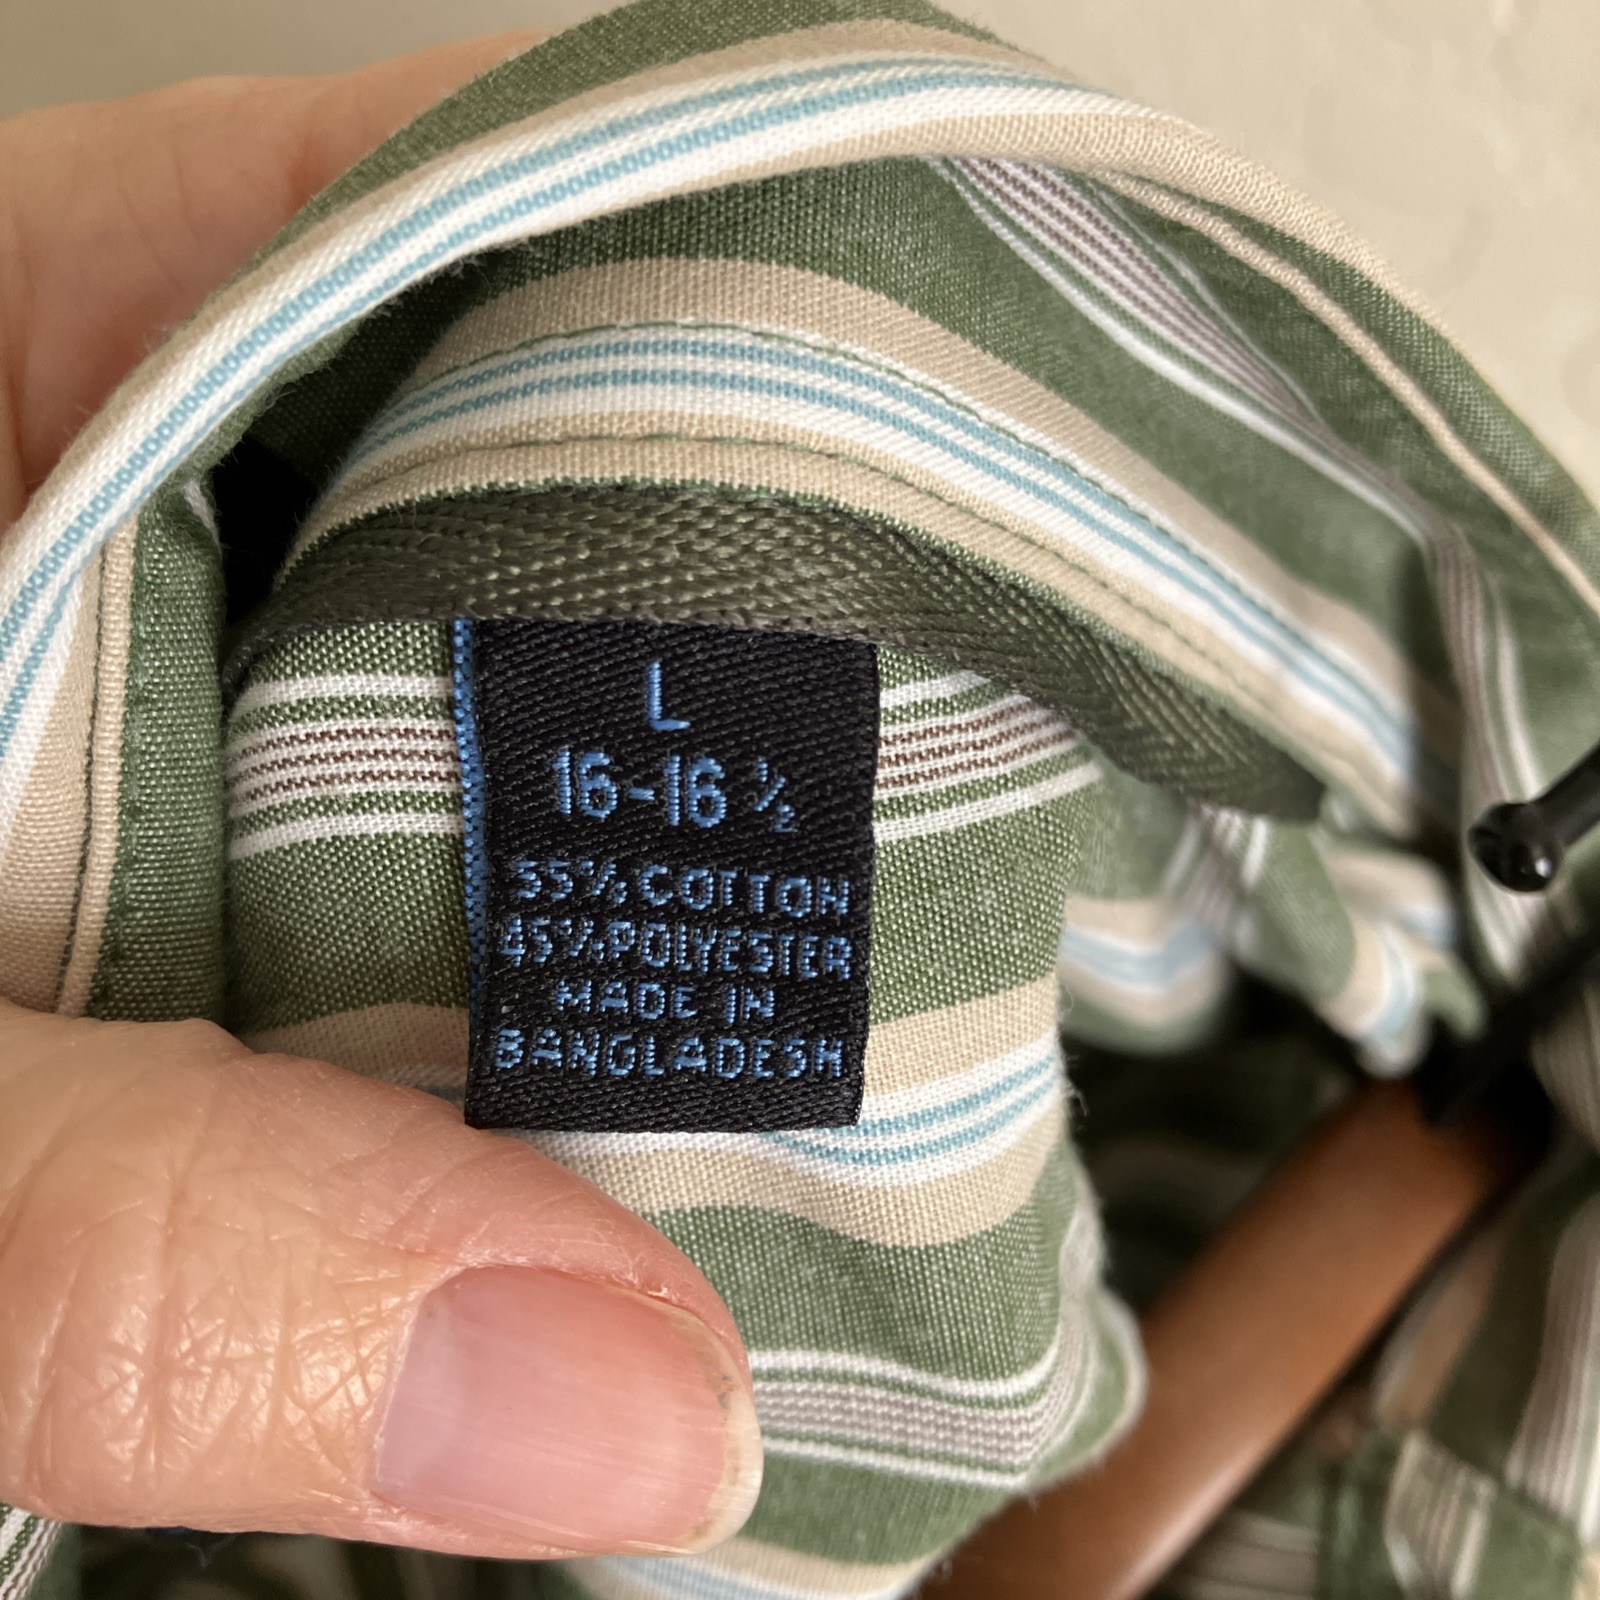 L
16-16 ½
55% COTTON
45% POLYESTER
MADE IN
BANGLADESH